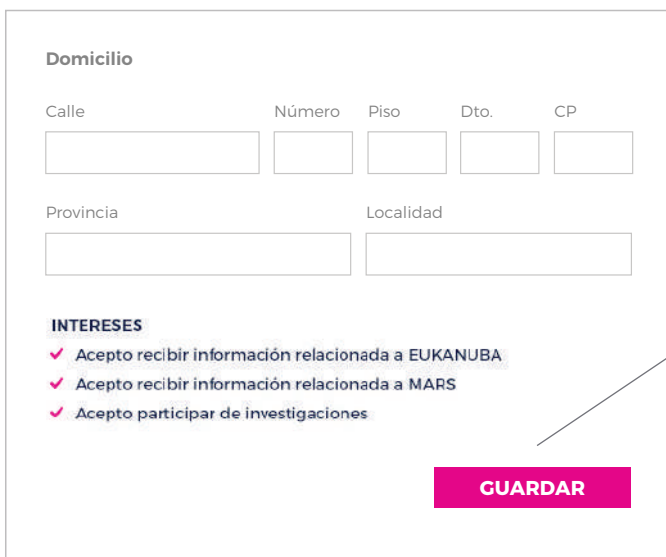 Domicilio
Calle Número Piso Dto. CP
Provincia Localidad
INTERESES
Acepto recibir información relacionada a EUKANUBA
Acepto recibir información relacionada a MARS
Acepto participar de investigaciones
GUARDAR